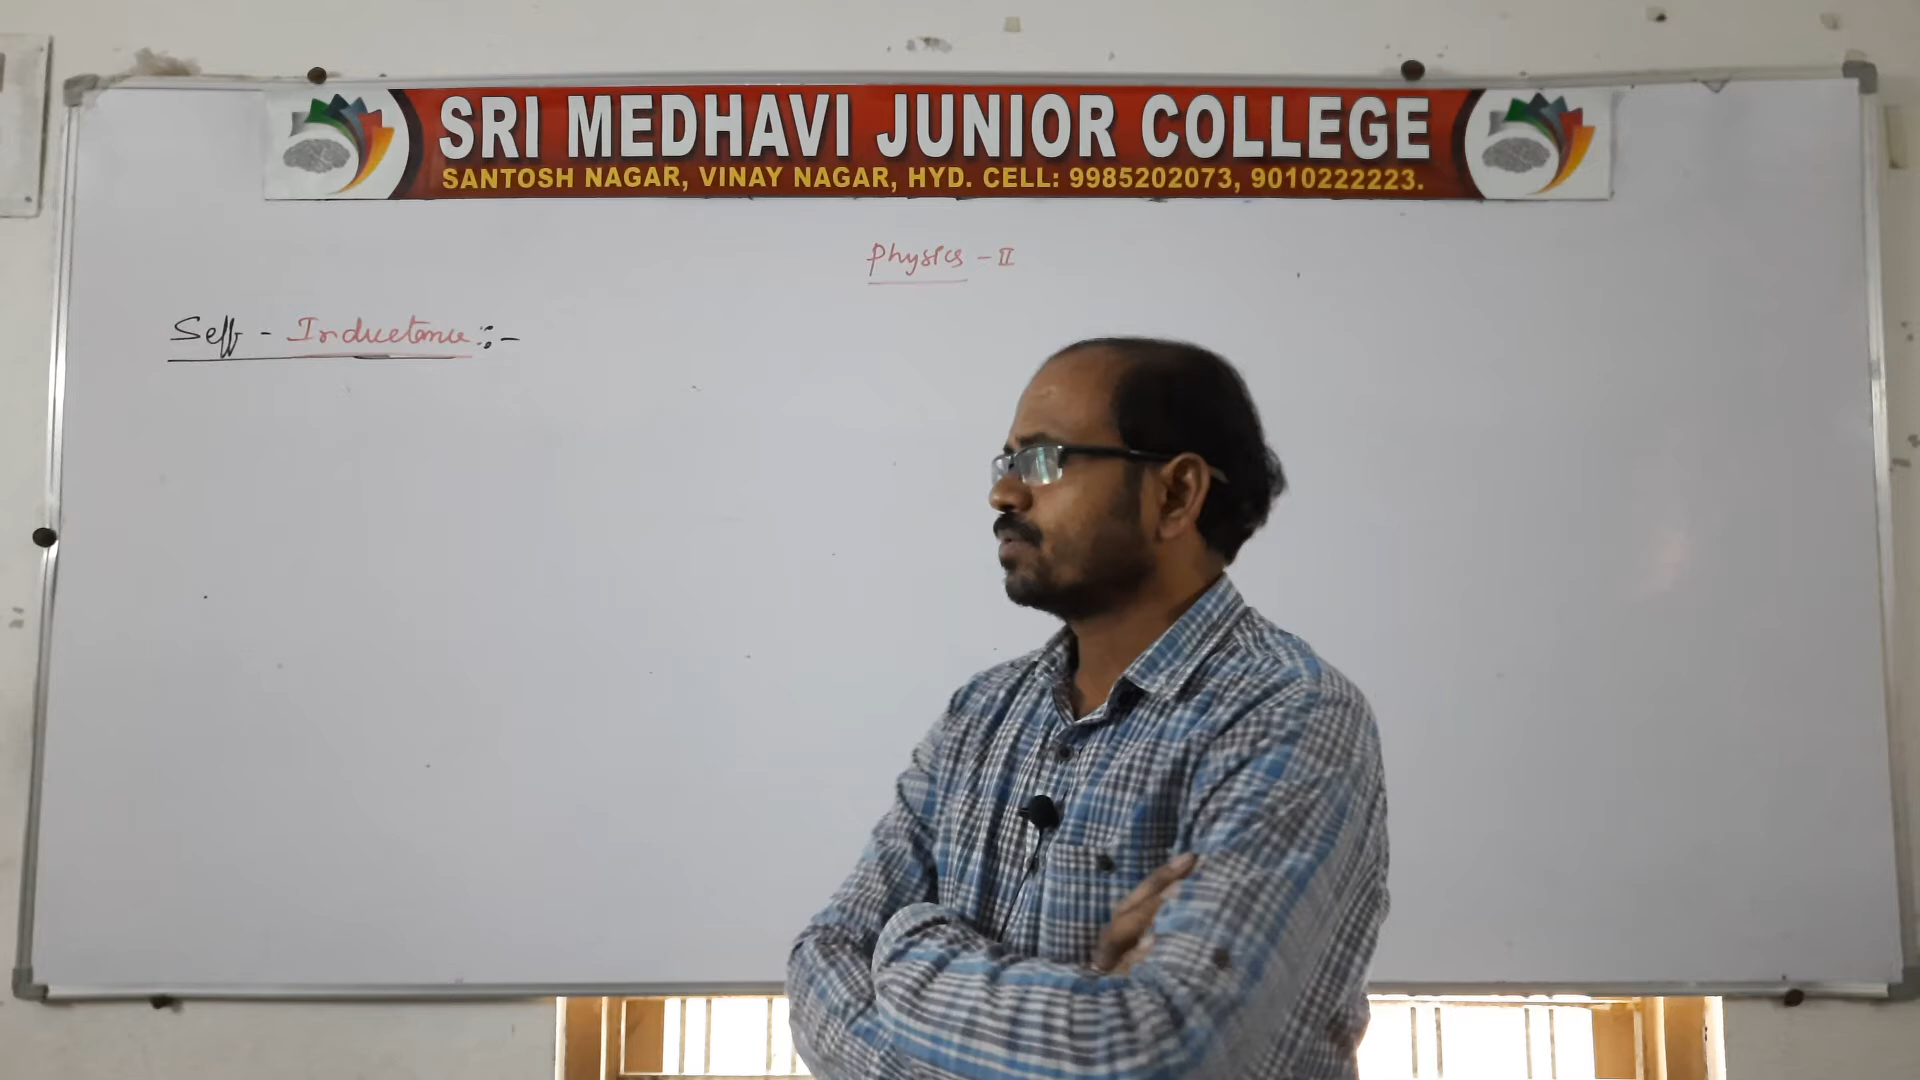 SRI MEDHAVI JUNIOR COLLEGE
SANTOSH NAGAR, VINAY NAGAR, HYD. CELL: 9985202073, 9010222223.
Physics - II
Self - Inductance :-